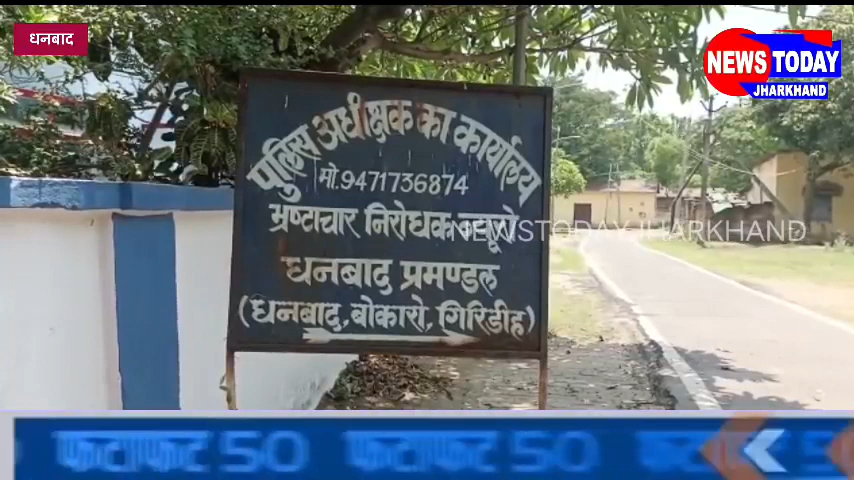 धनबाद
NEWS TODAY
JHARKHAND
पुलिस अधीक्षक का कार्यालय
मो.9471736874
भ्रष्टाचार निरोधक ब्यूरो
NEWSTODAYJHARKHAND
धनबाद प्रमण्डल
(धनबाद, बोकारो, गिरिडीह)
फटाफट 50 फटाफट 50 फटाफट 5